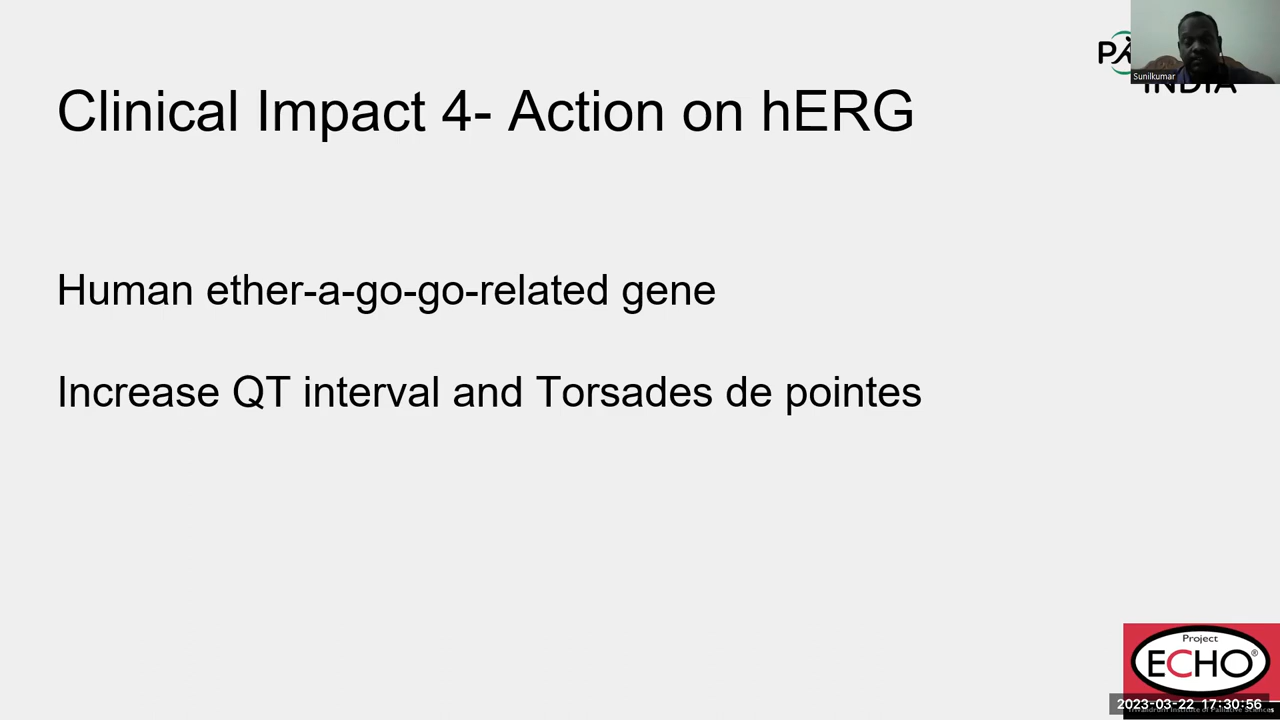 Sunilkumar
INDIA
Clinical Impact 4- Action on hERG
Human ether-a-go-go-related gene
Increase QT interval and Torsades de pointes
Project
ECHO®
2023-03-22 17:30:56